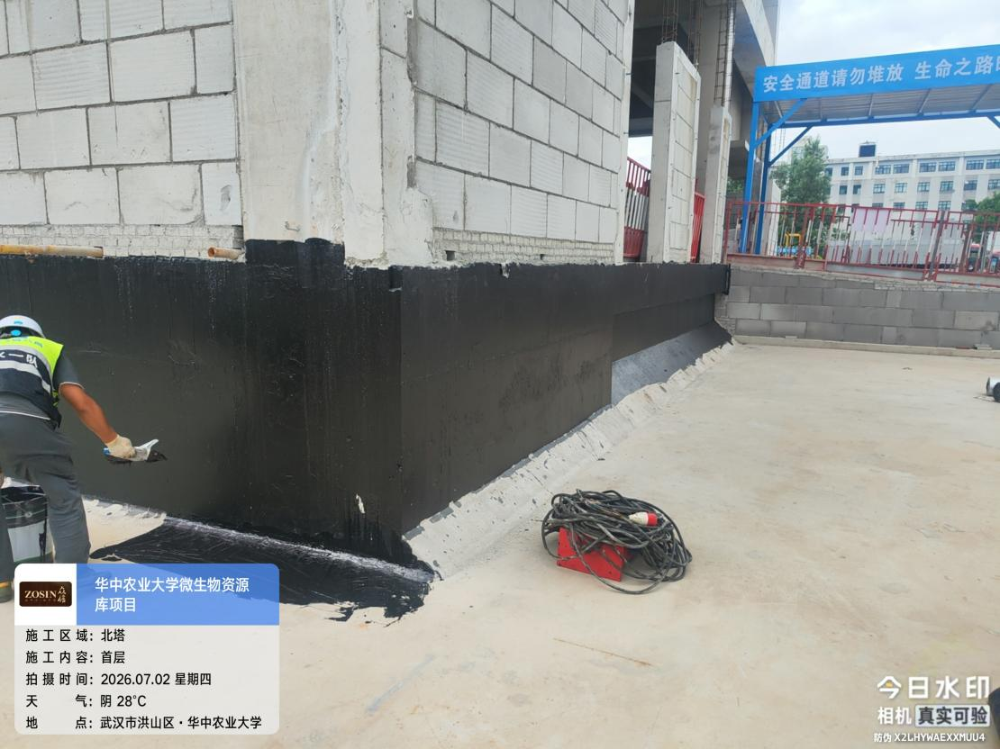 安全通道请勿堆放 生命之路
一队
ZOSIN 众信
华中农业大学微生物资源
库项目
施工区域：北塔
施工内容：首层
拍摄时间：2026.07.02 星期四
天气：阴 28°C
地点：武汉市洪山区·华中农业大学
今日水印
相机 真实可验
防伪 X2LHYWAEXXMUU4